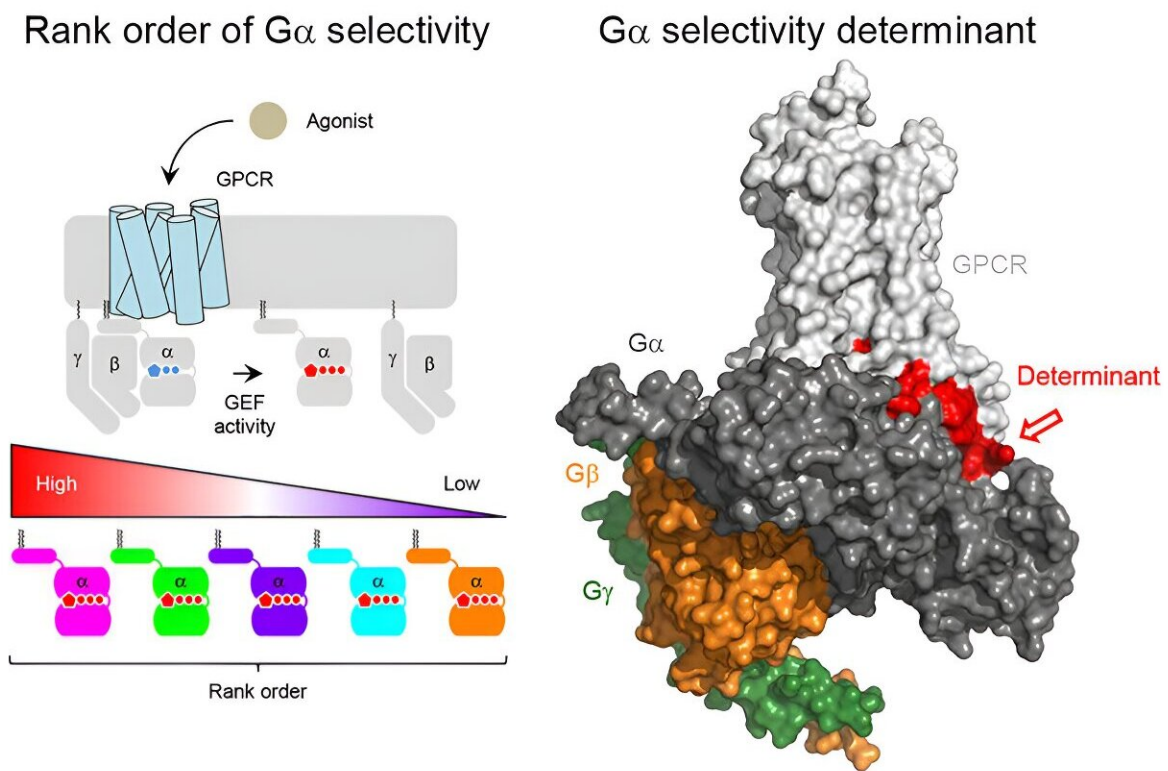 Rank order of Gα selectivity
Agonist
GPCR
γ
β
α
α
γ
β
GEF
activity
High
Low
α
α
α
α
α
Rank order
Gα selectivity determinant
GPCR
Gα
Determinant
Gβ
Gγ